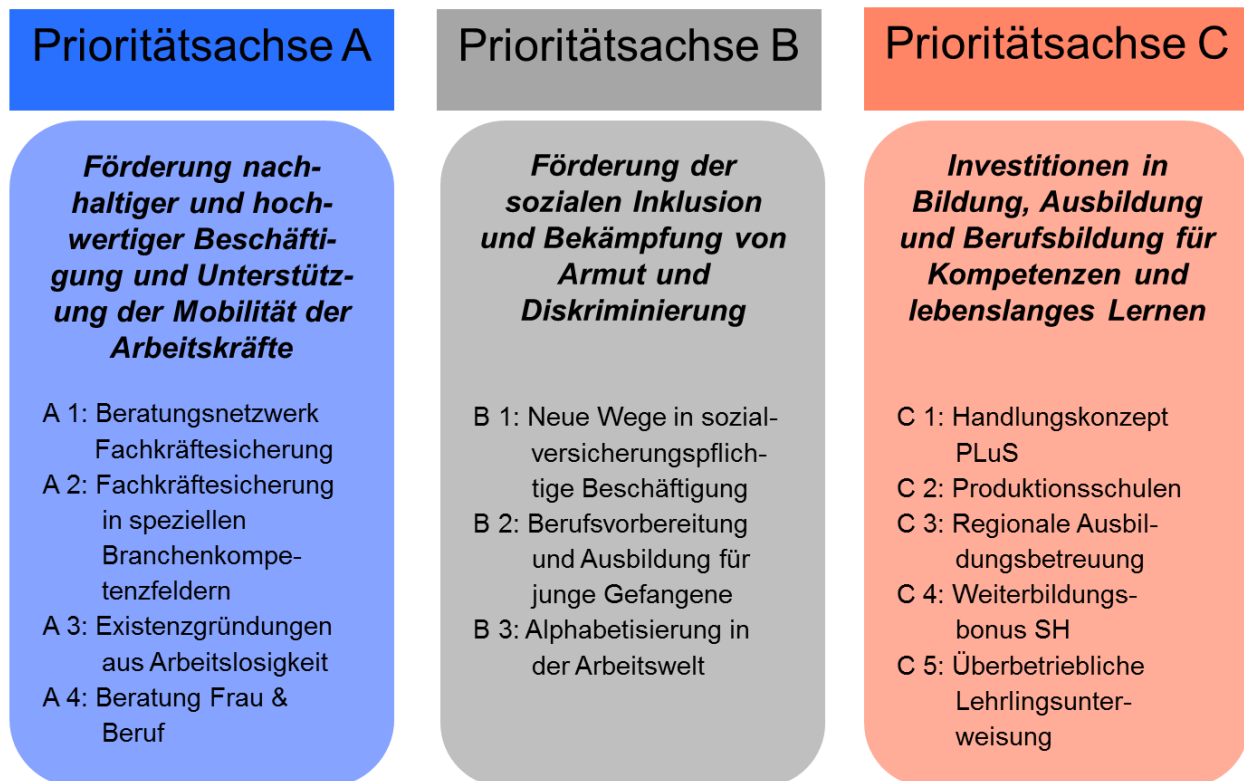 Prioritätsachse A
Förderung nach-
haltiger und hoch-
wertiger Beschäfti-
gung und Unterstütz-
ung der Mobilität der
Arbeitskräfte
A 1: Beratungsnetzwerk
Fachkräftesicherung
A 2: Fachkräftesicherung
in speziellen
Branchenkompe-
tenzfeldern
A 3: Existenzgründungen
aus Arbeitslosigkeit
A 4: Beratung Frau &
Beruf
Prioritätsachse B
Förderung der
sozialen Inklusion
und Bekämpfung von
Armut und
Diskriminierung
B 1: Neue Wege in sozial-
versicherungspflich-
tige Beschäftigung
B 2: Berufsvorbereitung
und Ausbildung für
junge Gefangene
B 3: Alphabetisierung in
der Arbeitswelt
Prioritätsachse C
Investitionen in
Bildung, Ausbildung
und Berufsbildung für
Kompetenzen und
lebenslanges Lernen
C 1: Handlungskonzept
PLuS
C 2: Produktionsschulen
C 3: Regionale Ausbil-
dungsbetreuung
C 4: Weiterbildungs-
bonus SH
C 5: Überbetriebliche
Lehrlingsunter-
weisung